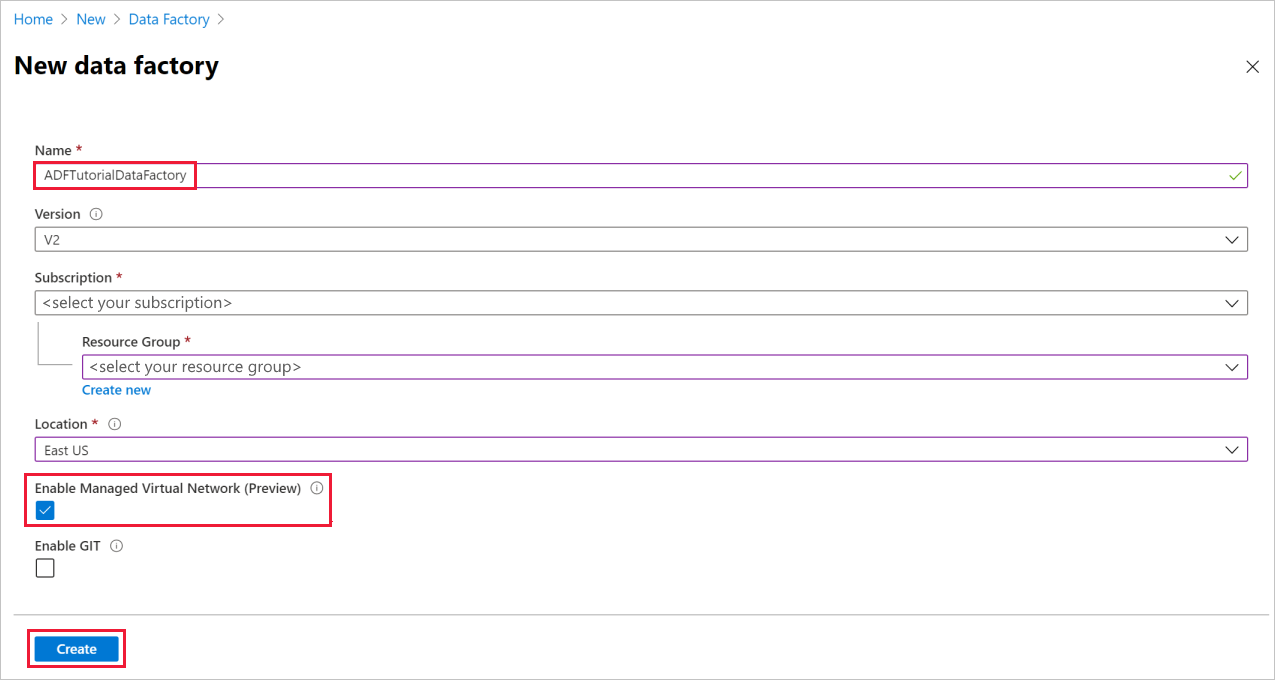 Home > New > Data Factory >
New data factory
Name *
ADFTutorialDataFactory
Version
V2
Subscription *
<select your subscription>
Resource Group *
<select your resource group>
Create new
Location *
East US
Enable Managed Virtual Network (Preview)
Enable GIT
Create